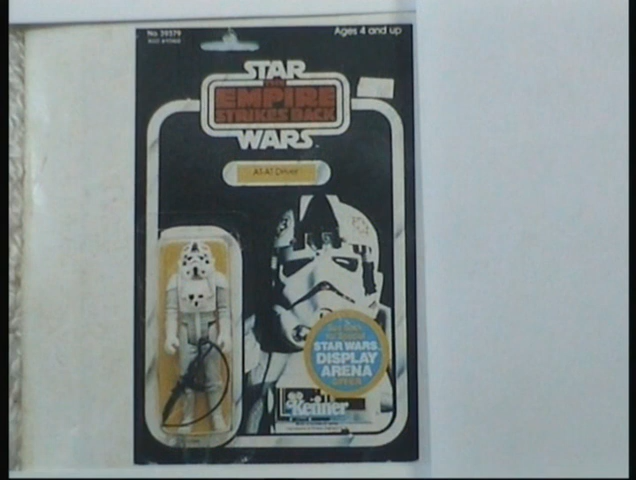 No. 39379
Ages 4 and up
STAR
THE
EMPIRE
STRIKES BACK
WARS
AT-AT Driver
STAR WARS
DISPLAY
ARENA
OFFER
Kenner